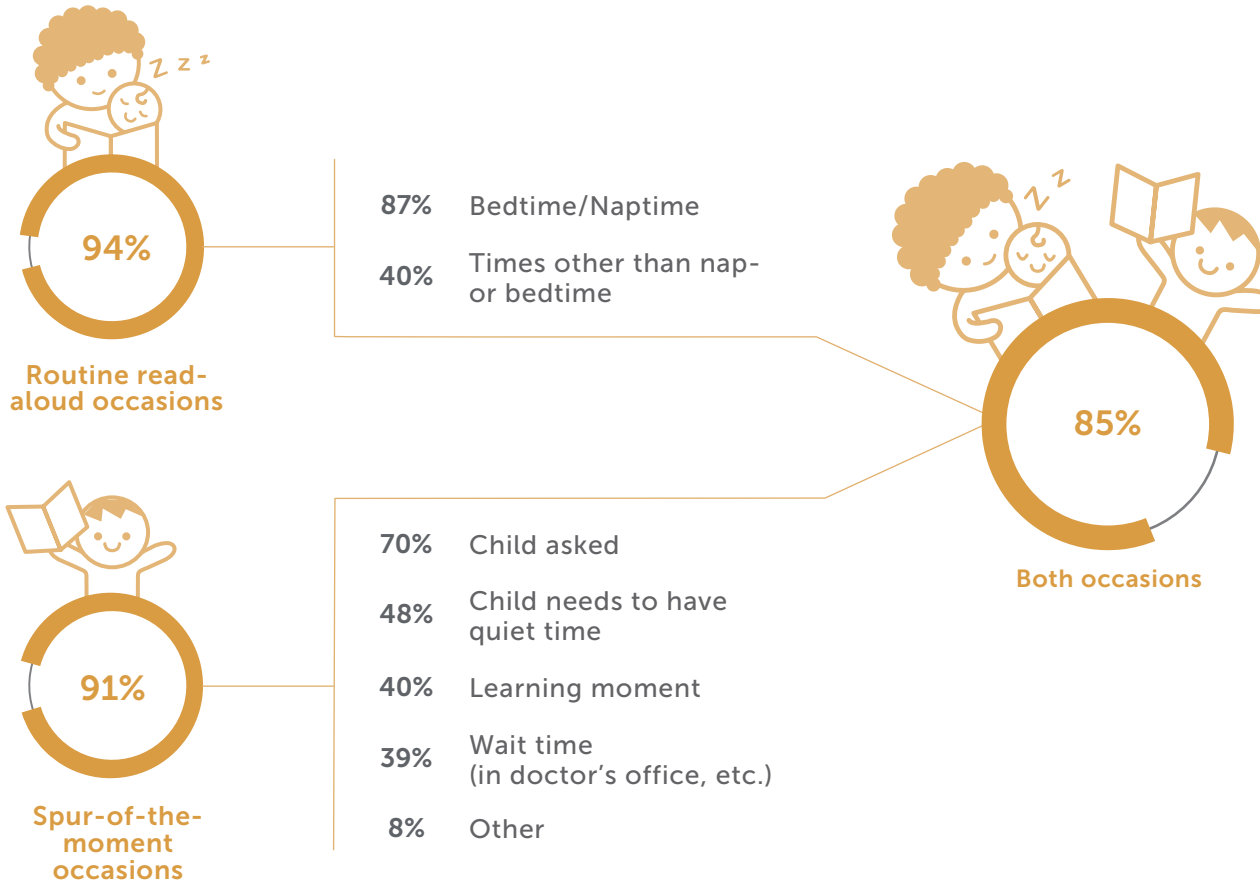 Z z z
94%
Routine read-
aloud occasions
87% Bedtime/Naptime
40% Times other than nap-
or bedtime
91%
Spur-of-the-
moment
occasions
70% Child asked
48% Child needs to have
quiet time
40% Learning moment
39% Wait time
(in doctor’s office, etc.)
8% Other
Z z
85%
Both occasions